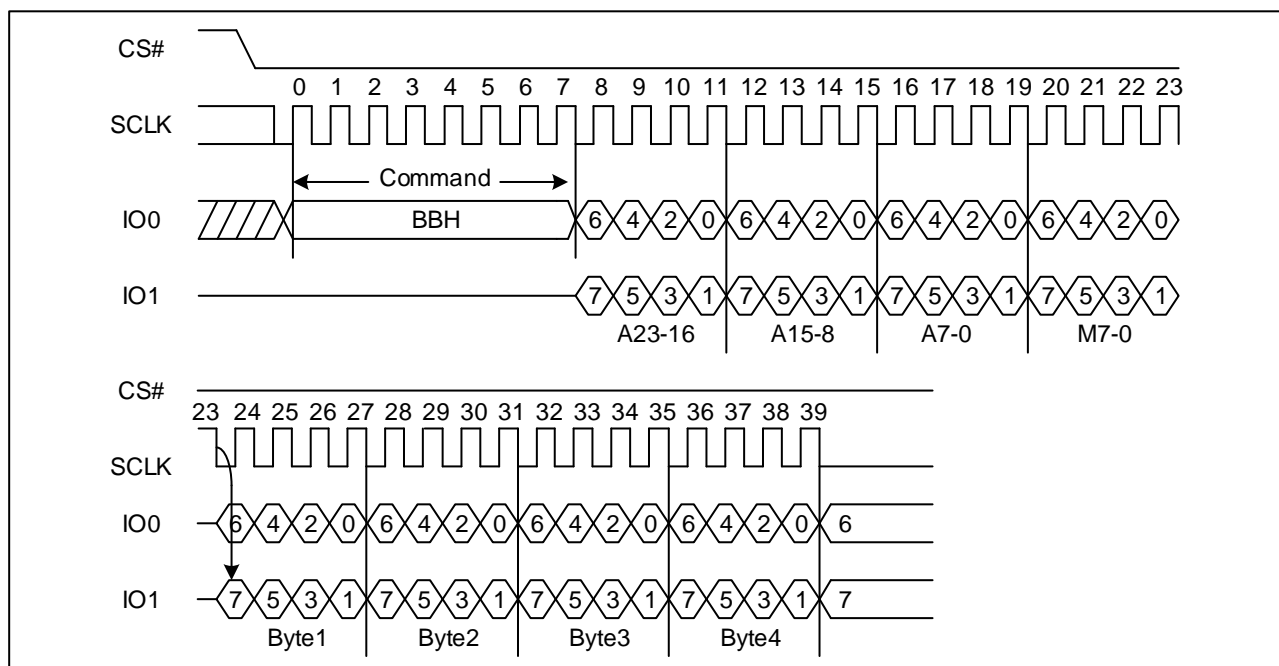 CS#
0 1 2 3 4 5 6 7 8 9 10 11 12 13 14 15 16 17 18 19 20 21 22 23
SCLK
Command
IO0 BBH 6 4 2 0 6 4 2 0 6 4 2 0 6 4 2 0
IO1 7 5 3 1 7 5 3 1 7 5 3 1 7 5 3 1
A23-16 A15-8 A7-0 M7-0
CS#
23 24 25 26 27 28 29 30 31 32 33 34 35 36 37 38 39
SCLK
IO0 6 4 2 0 6 4 2 0 6 4 2 0 6 4 2 0 6
IO1 7 5 3 1 7 5 3 1 7 5 3 1 7 5 3 1 7
Byte1 Byte2 Byte3 Byte4